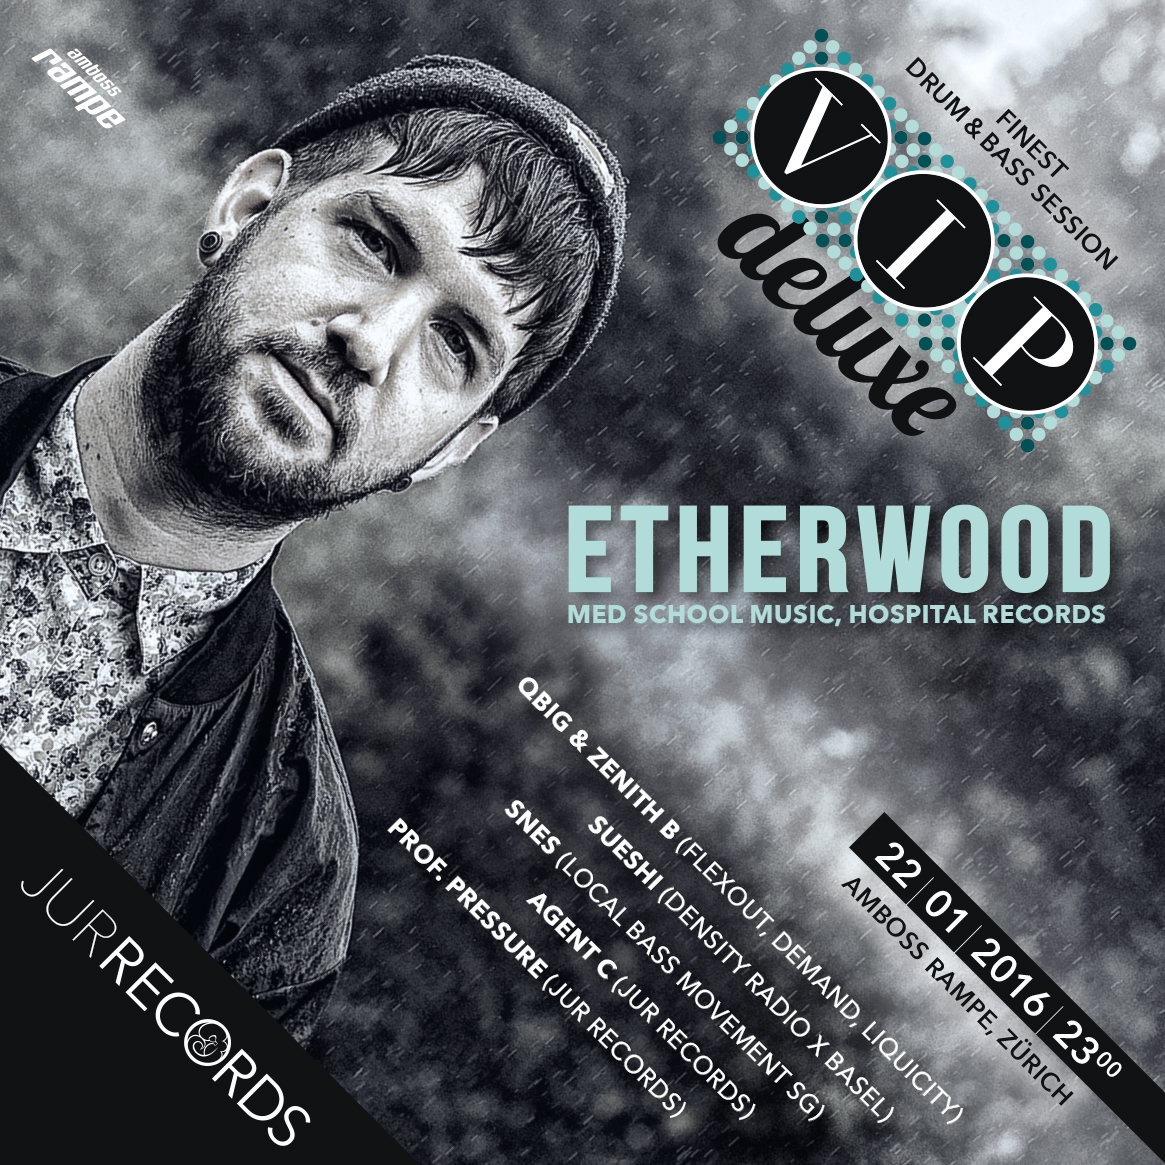 amboss
rampe
FINEST
DRUM & BASS SESSION
VIP
deluxe
ETHERWOOD
MED SCHOOL MUSIC, HOSPITAL RECORDS
QBIG & ZENITH B (FLEXOUT, DEMAND, LIQUICITY)
SUESHI (DENSITY RADIO X BASEL)
SNES (LOCAL BASS MOVEMENT SG)
AGENT C (JUR RECORDS)
PROF. PRESSURE (JUR RECORDS)
22 | 01 | 2016 | 23⁰⁰
AMBOSS RAMPE, ZÜRICH
JURRECORDS